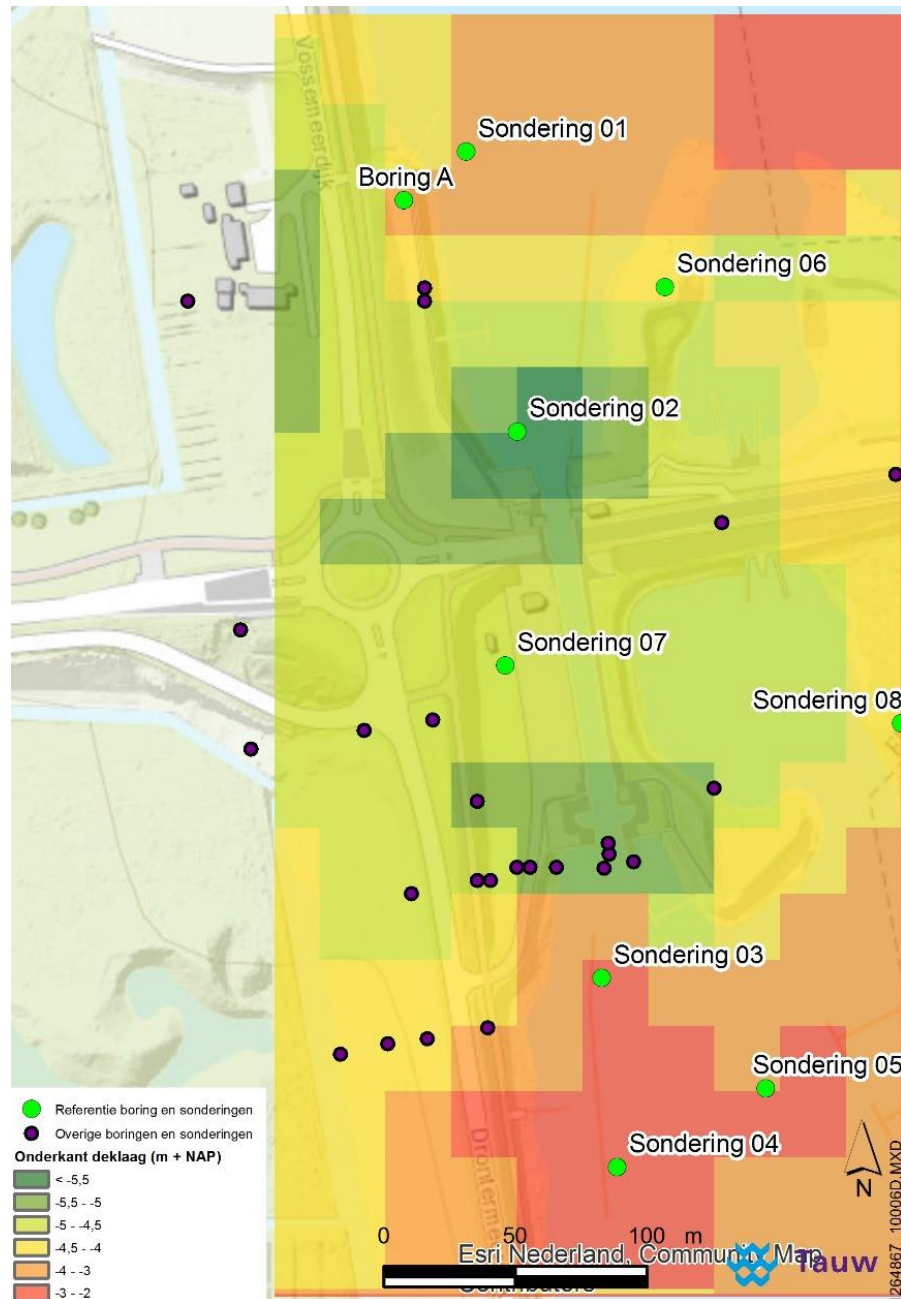 Vossemeerdijk
Sondering 01
Boring A
Sondering 06
Sondering 02
Sondering 07
Sondering 08
Sondering 03
Sondering 05
Sondering 04
Referentie boring en sonderingen
Overige boringen en sonderingen
Onderkant deklaag (m + NAP)
< -5,5
-5,5 - -5
-5 - -4,5
-4,5 - -4
-4 - -3
-3 - -2
0 50 100 m
N
Esri Nederland, Community Map
Contributors
Tauw
264867_10006D.MXD